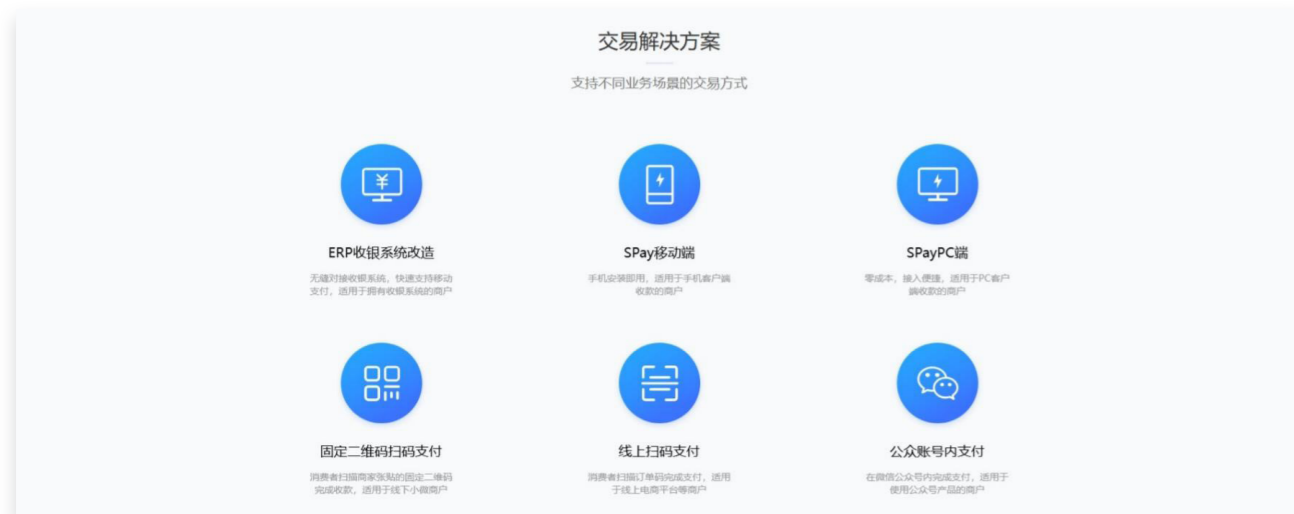 交易解决方案
支持不同业务场景的交易方式
ERP收银系统改造
SPay移动端
SPayPC端
无缝对接收银系统，快速支持移动
支付，适用于拥有收银系统的商户
手机安装即用，适用于手机客户端
收款的商户
零成本，接入便捷，适用于PC客户
端收款的商户
固定二维码扫码支付
线上扫码支付
公众账号内支付
消费者扫描商家张贴的固定二维码
完成收款，适用于线下小微商户
消费者扫描订单码完成支付，适用
于线上电商平台等商户
在微信公众号内完成支付，适用于
使用公众号产品的商户